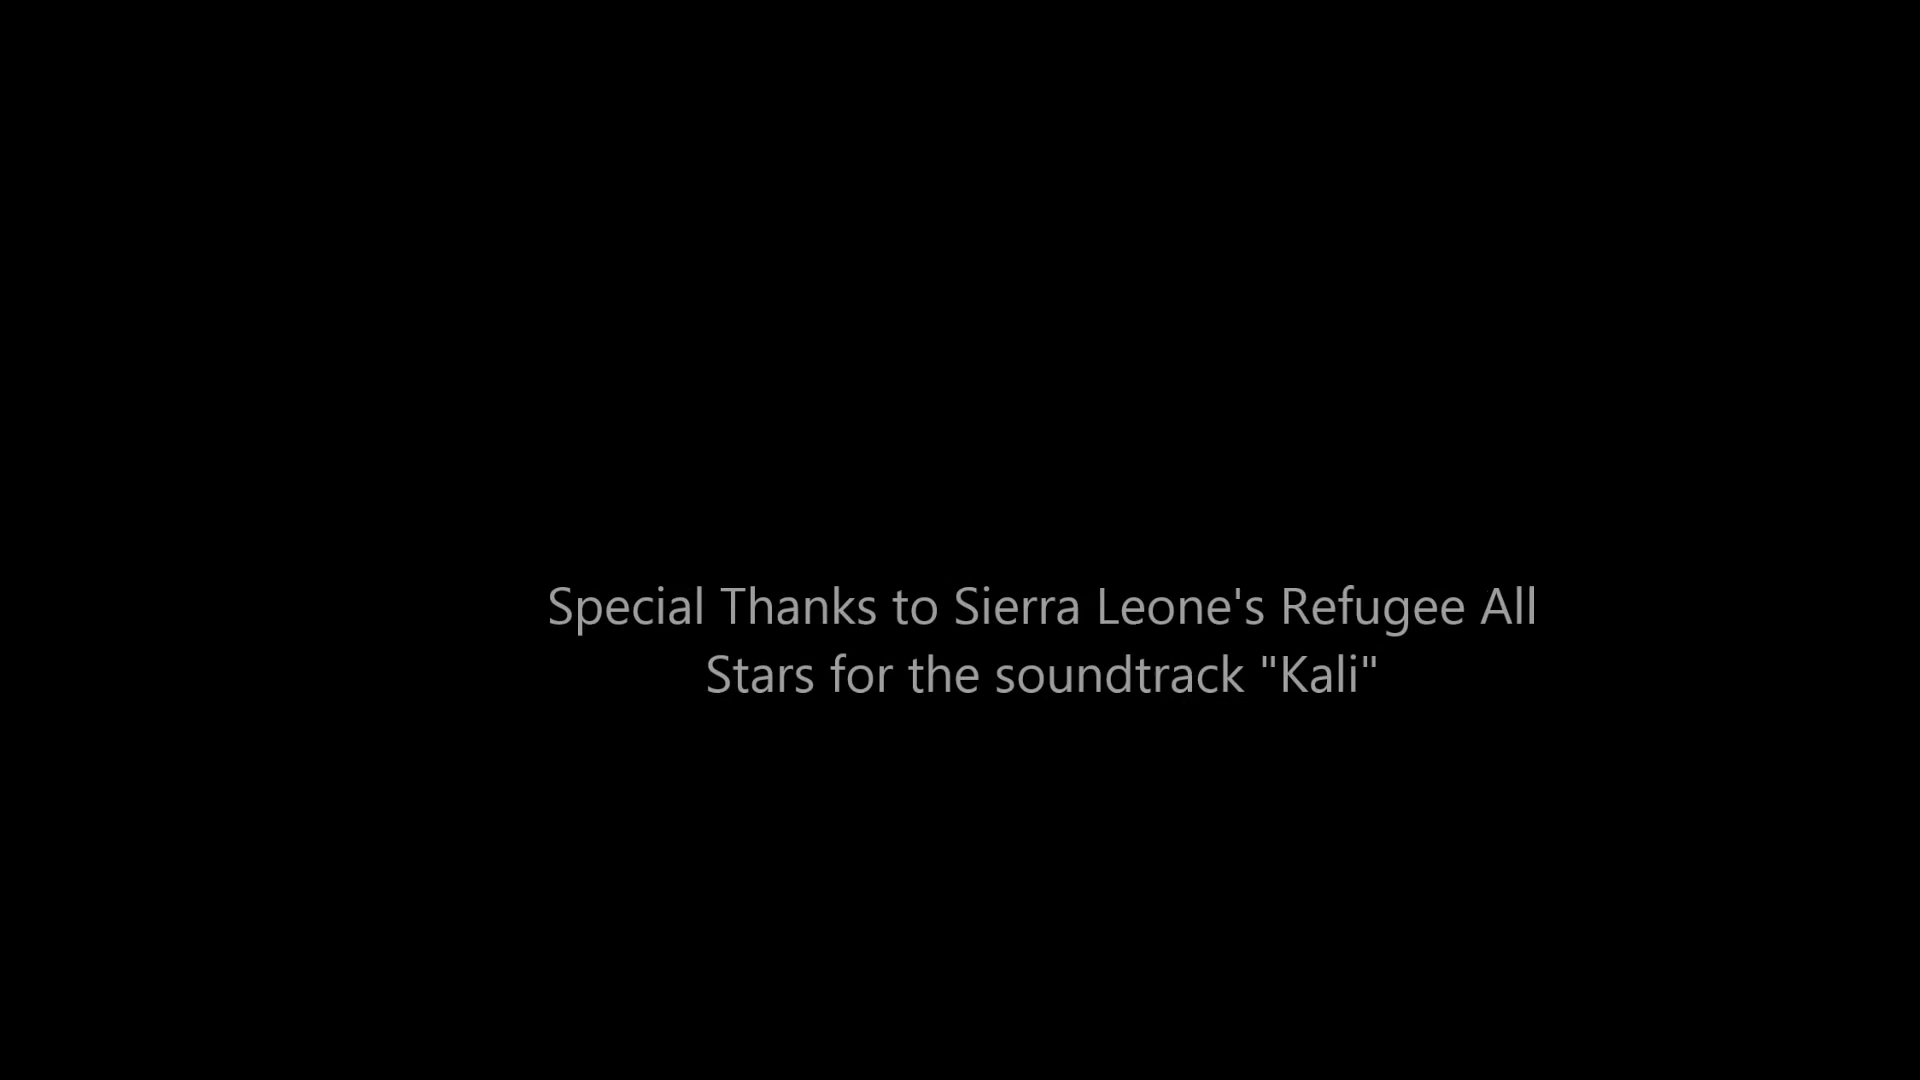 Special Thanks to Sierra Leone's Refugee All
Stars for the soundtrack "Kali"